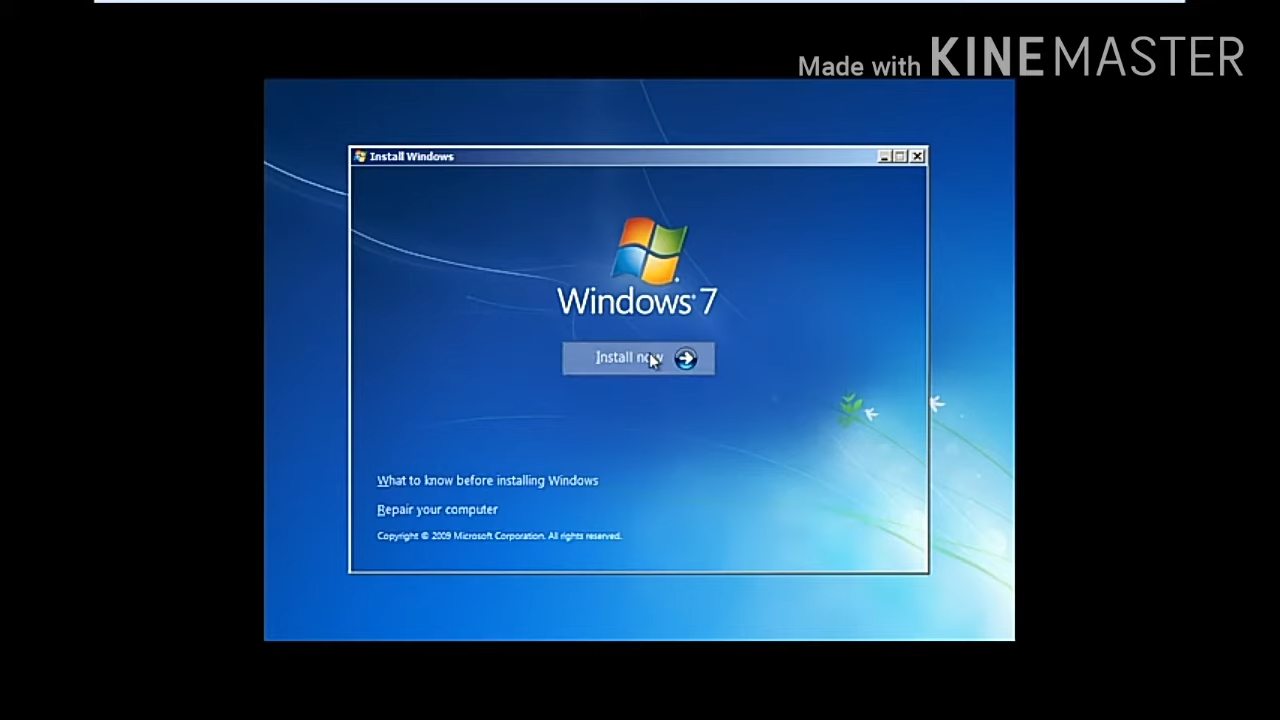 Made with KINEMASTER
Install Windows
Windows 7
Install now
What to know before installing Windows
Repair your computer
Copyright © 2009 Microsoft Corporation. All rights reserved.